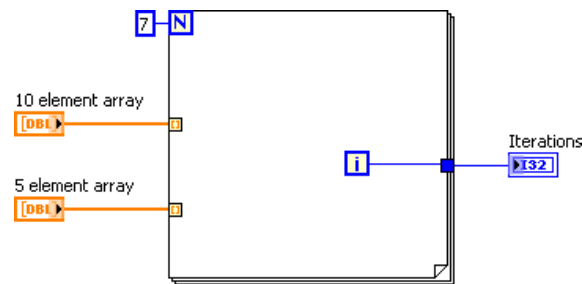 7 N
10 element array
[DBL]
i
Iterations
I32
5 element array
[DBL]